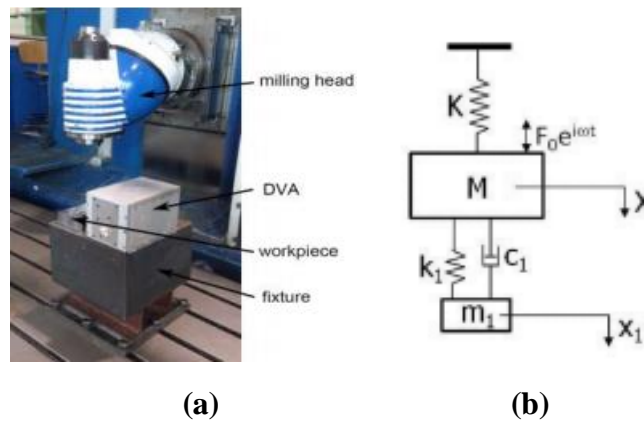 milling head
DVA
workpiece
fixture
K
F₀e^{iωt}
M
X
k₁
c₁
m₁
x₁
(a)
(b)